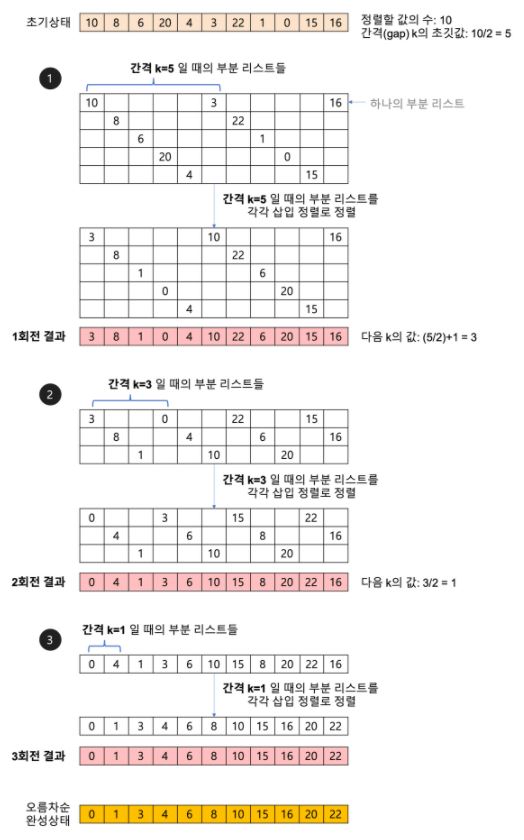 초기상태 10 8 6 20 4 3 22 1 0 15 16 정렬할 값의 수: 10
간격(gap) k의 초깃값: 10/2 = 5
1
간격 k=5 일 때의 부분 리스트들
10 3 16 하나의 부분 리스트
8 22
6 1
20 0
4 15
간격 k=5 일 때의 부분 리스트를
각각 삽입 정렬로 정렬
3 10 16
8 22
1 6
0 20
4 15
1회전 결과 3 8 1 0 4 10 22 6 20 15 16 다음 k의 값: (5/2)+1 = 3
2
간격 k=3 일 때의 부분 리스트들
3 0 22 15
8 4 6 16
1 10 20
간격 k=3 일 때의 부분 리스트를
각각 삽입 정렬로 정렬
0 3 15 22
4 6 8 16
1 10 20
2회전 결과 0 4 1 3 6 10 15 8 20 22 16 다음 k의 값: 3/2 = 1
3
간격 k=1 일 때의 부분 리스트들
0 4 1 3 6 10 15 8 20 22 16
간격 k=1 일 때의 부분 리스트를
각각 삽입 정렬로 정렬
0 1 3 4 6 8 10 15 16 20 22
3회전 결과 0 1 3 4 6 8 10 15 16 20 22
오름차순
완성상태 0 1 3 4 6 8 10 15 16 20 22